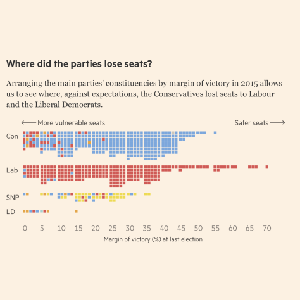 Where did the parties lose seats?
Arranging the main parties' constituencies by margin of victory in 2015 allows
us to see where, against expectations, the Conservatives lost seats to Labour
and the Liberal Democrats.
More vulnerable seats Safer seats
Con
Lab
SNP
LD
0 5 10 15 20 25 30 35 40 45 50 55 60 65 70
Margin of victory (%) at last election